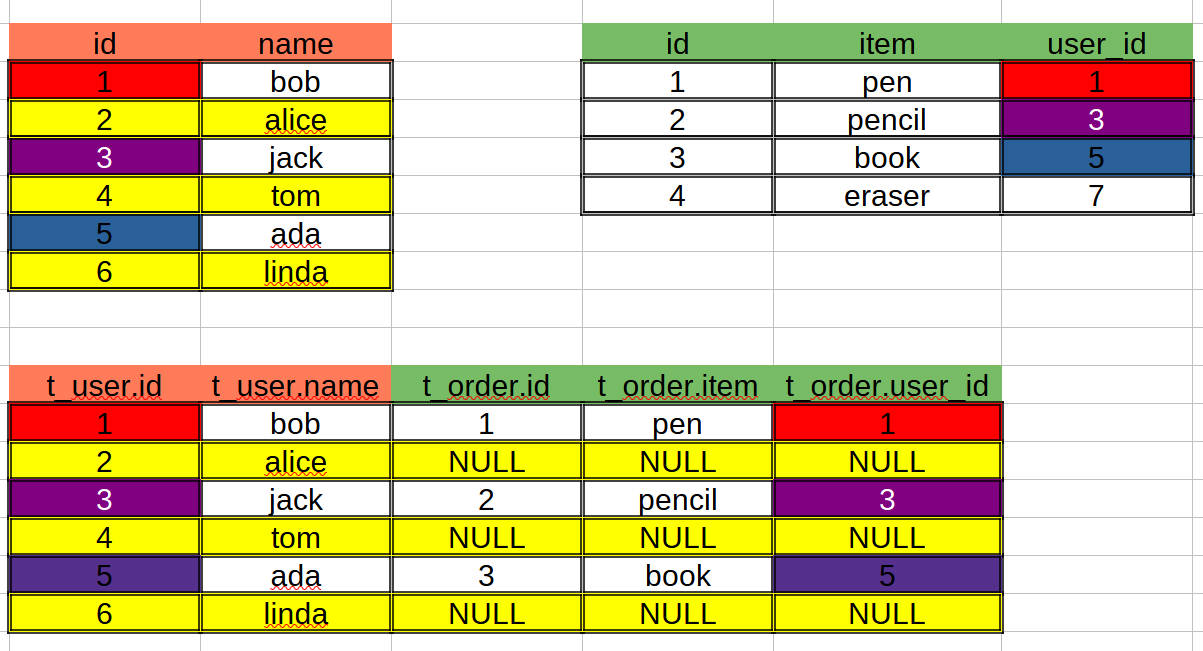 id name id item user_id
1 bob 1 pen 1
2 alice 2 pencil 3
3 jack 3 book 5
4 tom 4 eraser 7
5 ada
6 linda
t_user.id t_user.name t_order.id t_order.item t_order.user_id
1 bob 1 pen 1
2 alice NULL NULL NULL
3 jack 2 pencil 3
4 tom NULL NULL NULL
5 ada 3 book 5
6 linda NULL NULL NULL